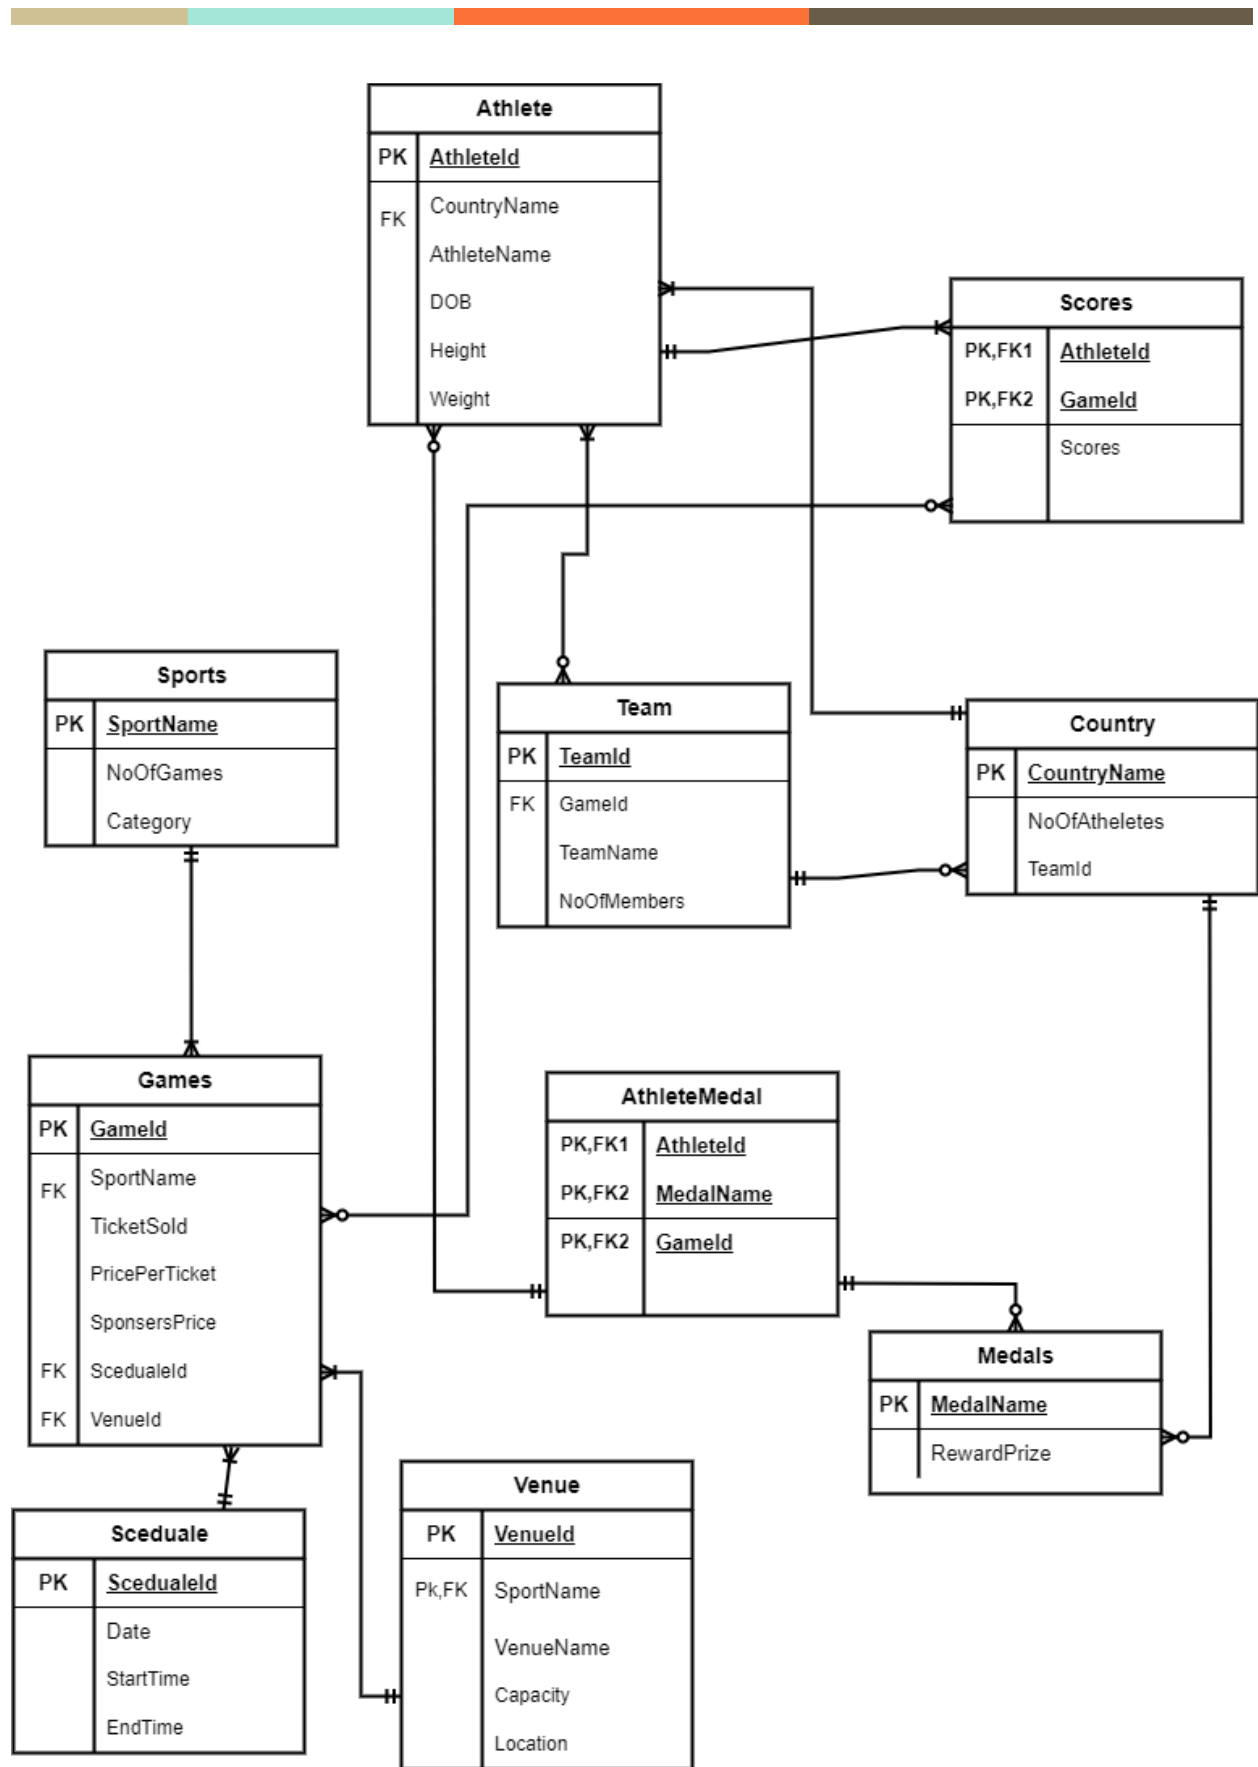 Athlete
PK AthleteId
FK CountryName
AthleteName
DOB
Height
Weight
Scores
PK,FK1 AthleteId
PK,FK2 GameId
Scores
Sports
PK SportName
NoOfGames
Category
Team
PK TeamId
FK GameId
TeamName
NoOfMembers
Country
PK CountryName
NoOfAtheletes
TeamId
Games
PK GameId
FK SportName
TicketSold
PricePerTicket
SponsersPrice
FK ScedualeId
FK VenueId
AthleteMedal
PK,FK1 AthleteId
PK,FK2 MedalName
PK,FK2 GameId
Medals
PK MedalName
RewardPrize
Sceduale
PK ScedualeId
Date
StartTime
EndTime
Venue
PK VenueId
Pk,FK SportName
VenueName
Capacity
Location